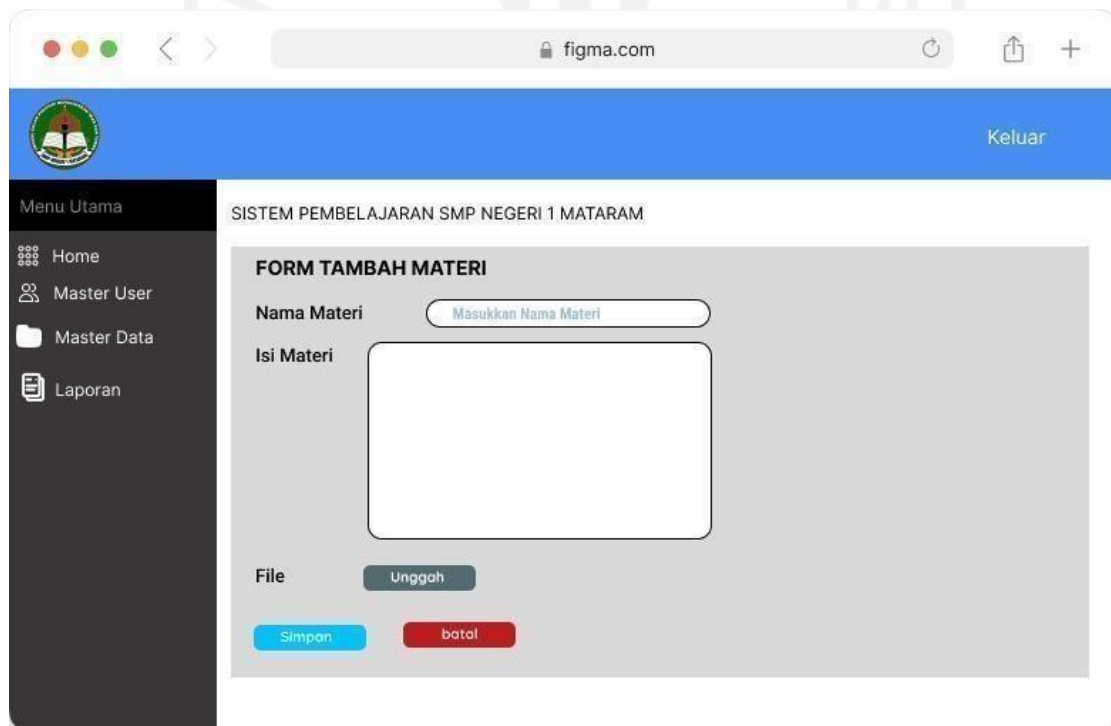 figma.com
Keluar
Menu Utama
SISTEM PEMBELAJARAN SMP NEGERI 1 MATARAM
Home
Master User
Master Data
Laporan
FORM TAMBAH MATERI
Nama Materi
Masukkan Nama Materi
Isi Materi
File
Unggah
Simpan
batal